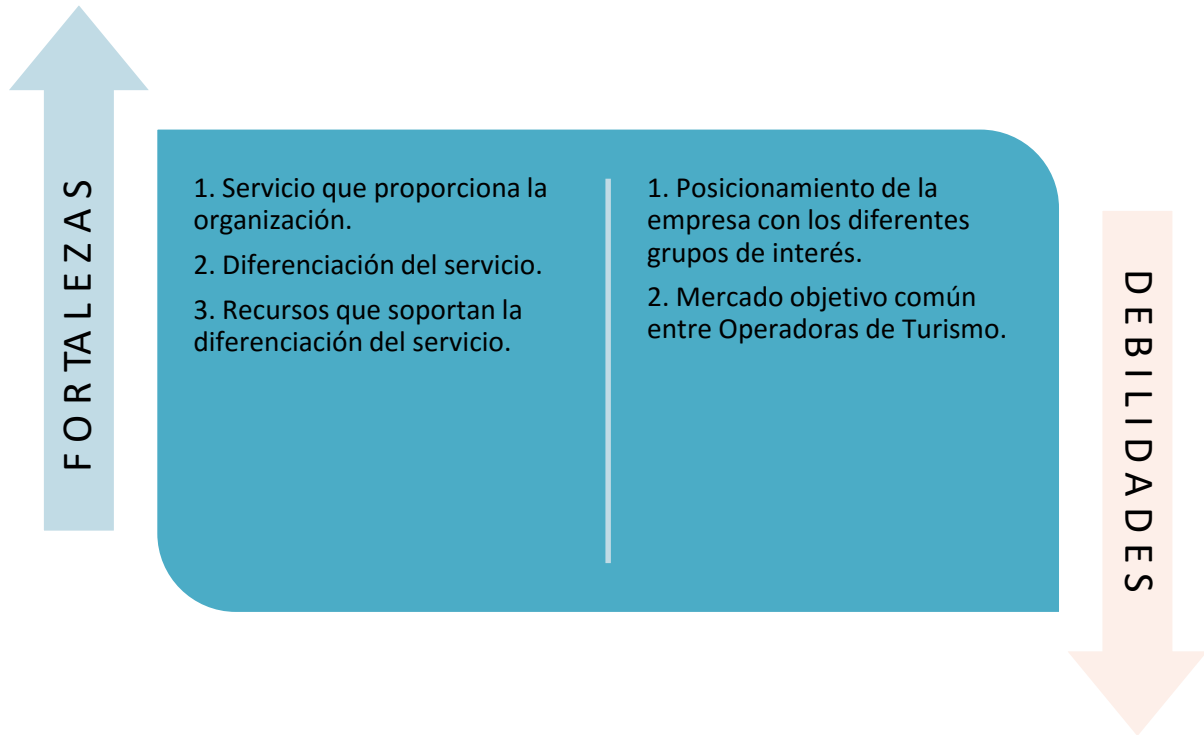 FORTALEZAS
1. Servicio que proporciona la
organización.
2. Diferenciación del servicio.
3. Recursos que soportan la
diferenciación del servicio.
1. Posicionamiento de la
empresa con los diferentes
grupos de interés.
2. Mercado objetivo común
entre Operadoras de Turismo.
DEBILIDADES